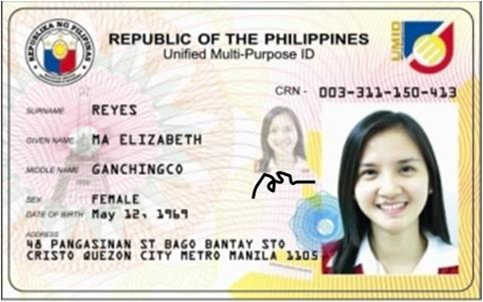 REPUBLIKA NG PILIPINAS
REPUBLIC OF THE PHILIPPINES
Unified Multi-Purpose ID
UMID
CRN - 003-311-150-413
SURNAME REYES
GIVEN NAME MA ELIZABETH
MIDDLE NAME GANCHINGCO
SEX FEMALE
DATE OF BIRTH May 12, 1969
ADDRESS
48 PANGASINAN ST BAGO BANTAY STO
CRISTO QUEZON CITY METRO MANILA 1105